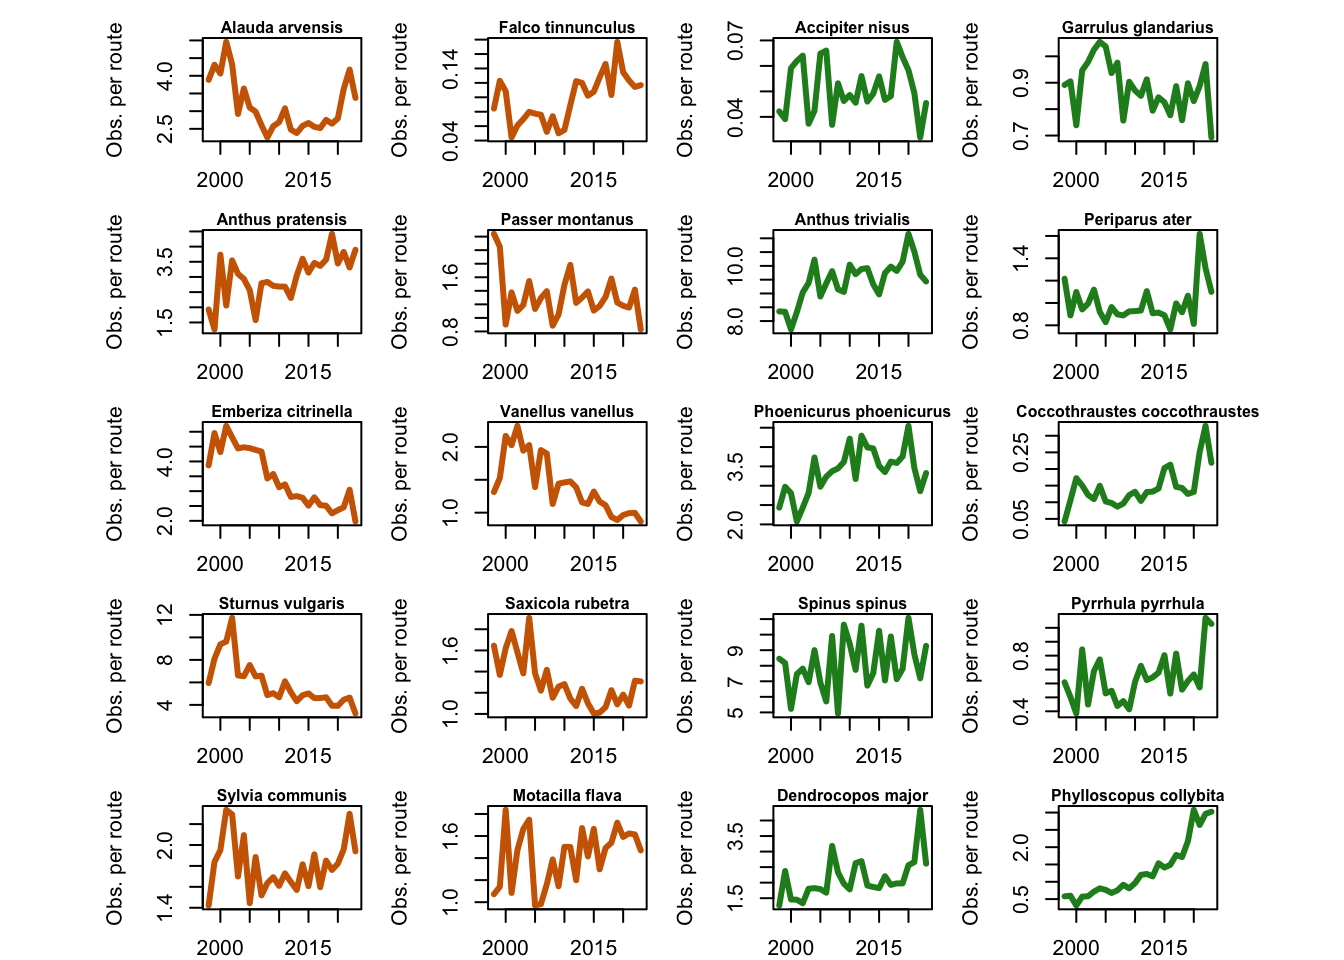 Alauda arvensis
Obs. per route
4.0
2.5
2000 2015
Falco tinnunculus
Obs. per route
0.14
0.04
2000 2015
Accipiter nisus
Obs. per route
0.07
0.04
2000 2015
Garrulus glandarius
Obs. per route
0.9
0.7
2000 2015
Anthus pratensis
Obs. per route
3.5
1.5
2000 2015
Passer montanus
Obs. per route
1.6
0.8
2000 2015
Anthus trivialis
Obs. per route
10.0
8.0
2000 2015
Periparus ater
Obs. per route
1.4
0.8
2000 2015
Emberiza citrinella
Obs. per route
4.0
2.0
2000 2015
Vanellus vanellus
Obs. per route
2.0
1.0
2000 2015
Phoenicurus phoenicurus
Obs. per route
3.5
2.0
2000 2015
Coccothraustes coccothraustes
Obs. per route
0.25
0.05
2000 2015
Sturnus vulgaris
Obs. per route
12
8
4
2000 2015
Saxicola rubetra
Obs. per route
1.6
1.0
2000 2015
Spinus spinus
Obs. per route
9
7
5
2000 2015
Pyrrhula pyrrhula
Obs. per route
0.8
0.4
2000 2015
Sylvia communis
Obs. per route
2.0
1.4
2000 2015
Motacilla flava
Obs. per route
1.6
1.0
2000 2015
Dendrocopos major
Obs. per route
3.5
1.5
2000 2015
Phylloscopus collybita
Obs. per route
2.0
0.5
2000 2015